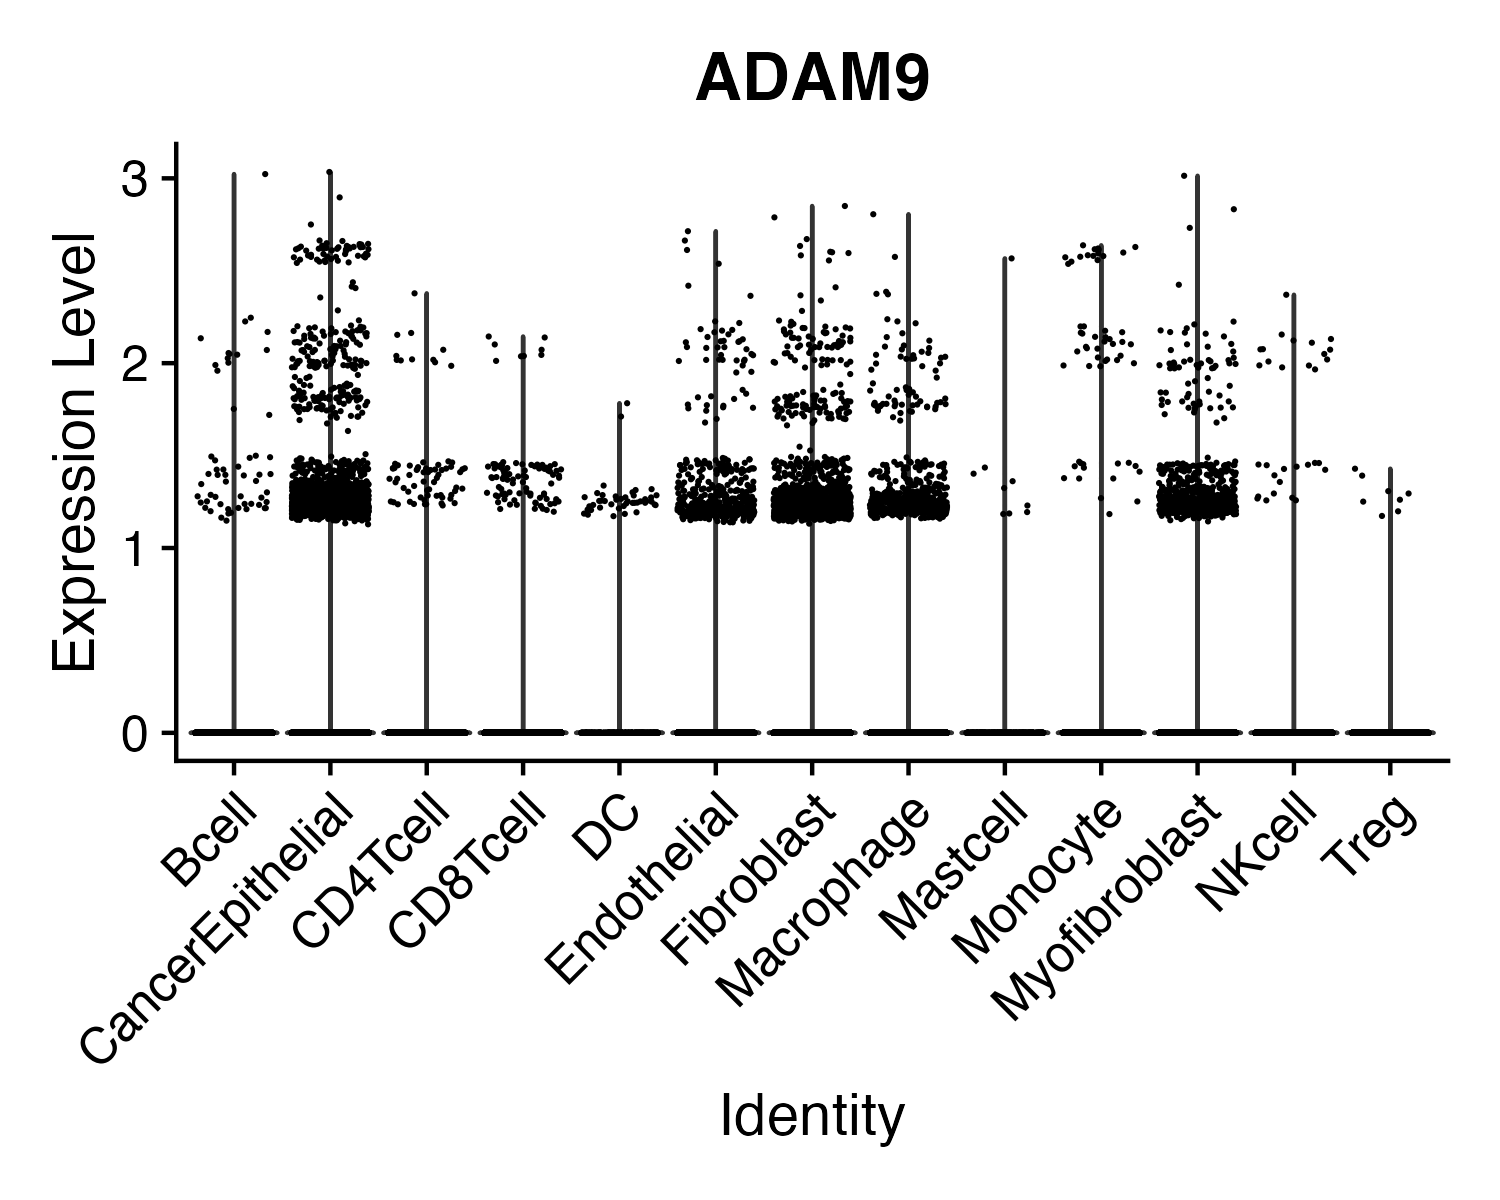 ADAM9
Expression Level
3
2
1
0
Bcell
CancerEpithelial
CD4Tcell
CD8Tcell
DC
Endothelial
Fibroblast
Macrophage
Mastcell
Monocyte
Myofibroblast
NKcell
Treg
Identity